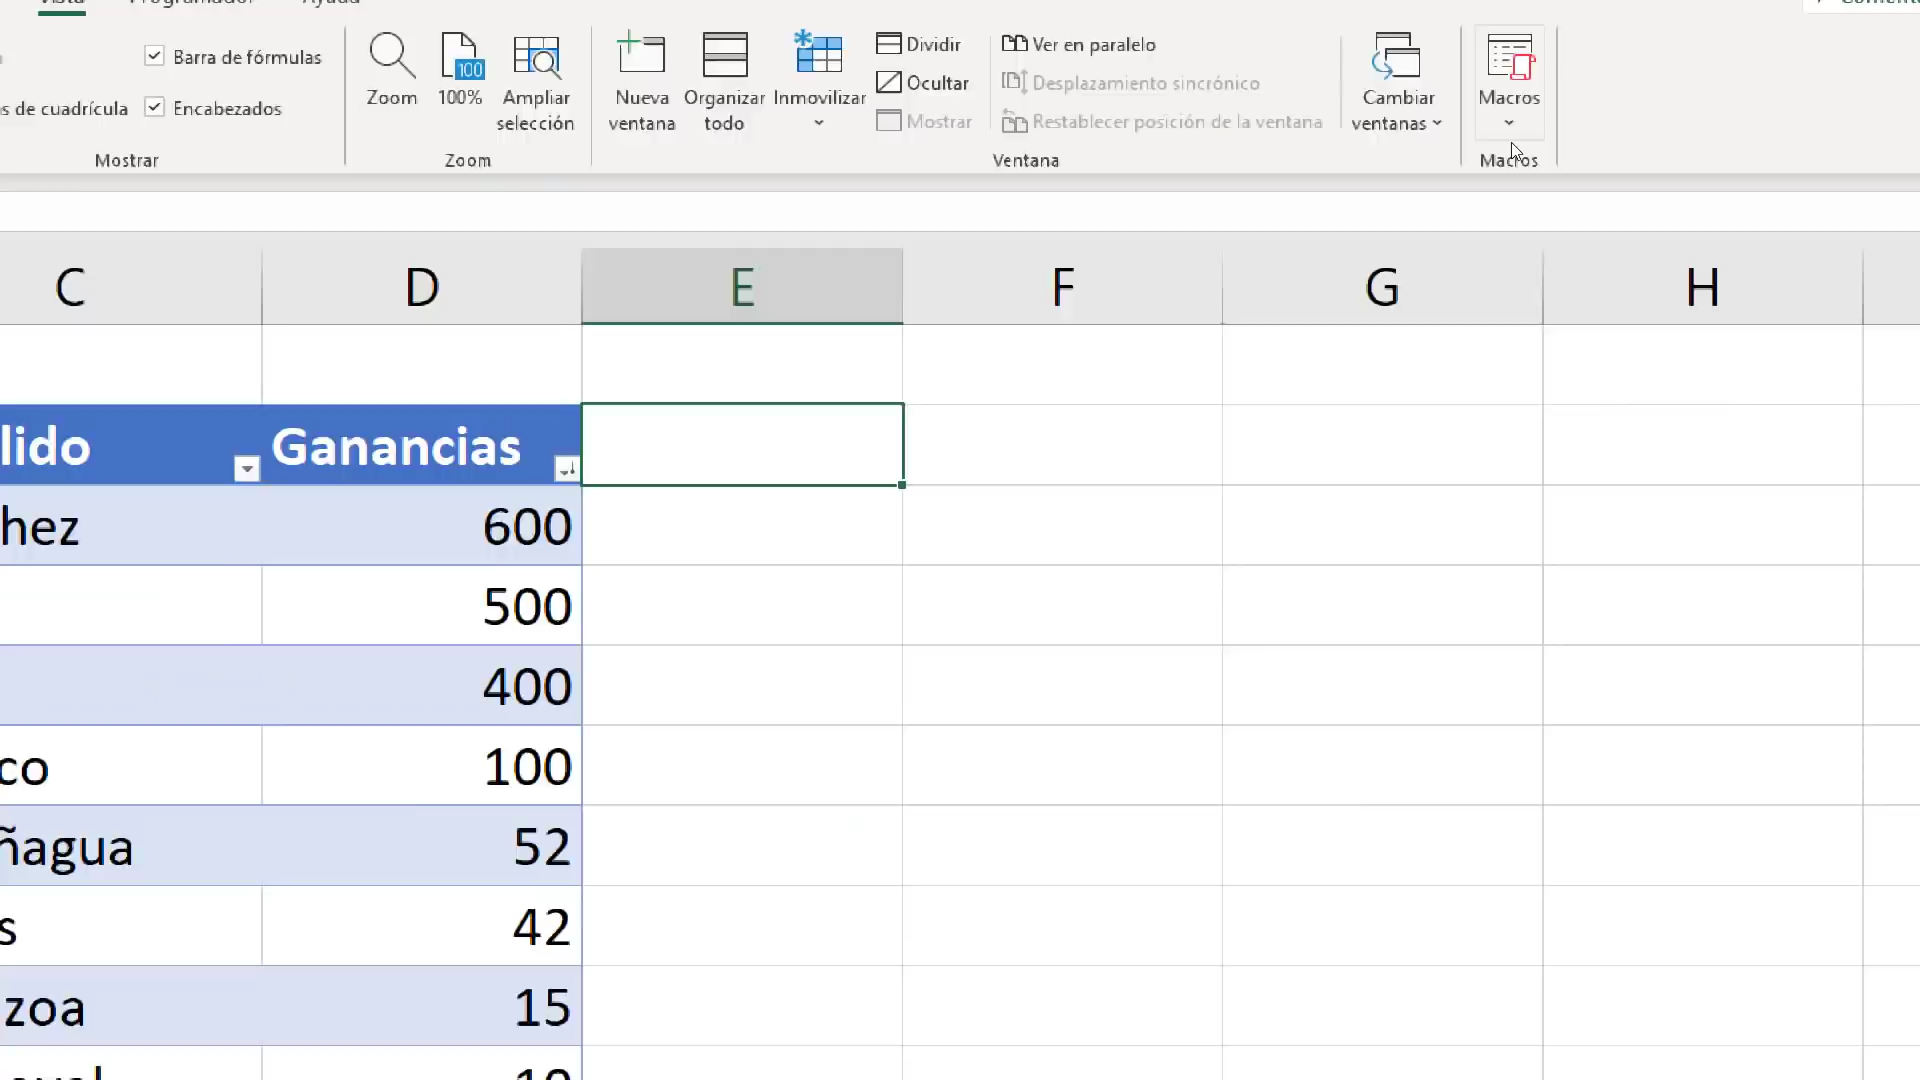 Vista Programador Ayuda
Barra de fórmulas
s de cuadrícula
Encabezados
Mostrar
Zoom
100
100%
Ampliar
selección
Zoom
Nueva
ventana
Organizar
todo
Inmovilizar
Dividir
Ocultar
Mostrar
Ver en paralelo
Desplazamiento sincrónico
Restablecer posición de la ventana
Cambiar
ventanas
Ventana
Macros
Macros
C D E F G H
lido Ganancias
hez 600
500
400
co 100
ñagua 52
s 42
zoa 15